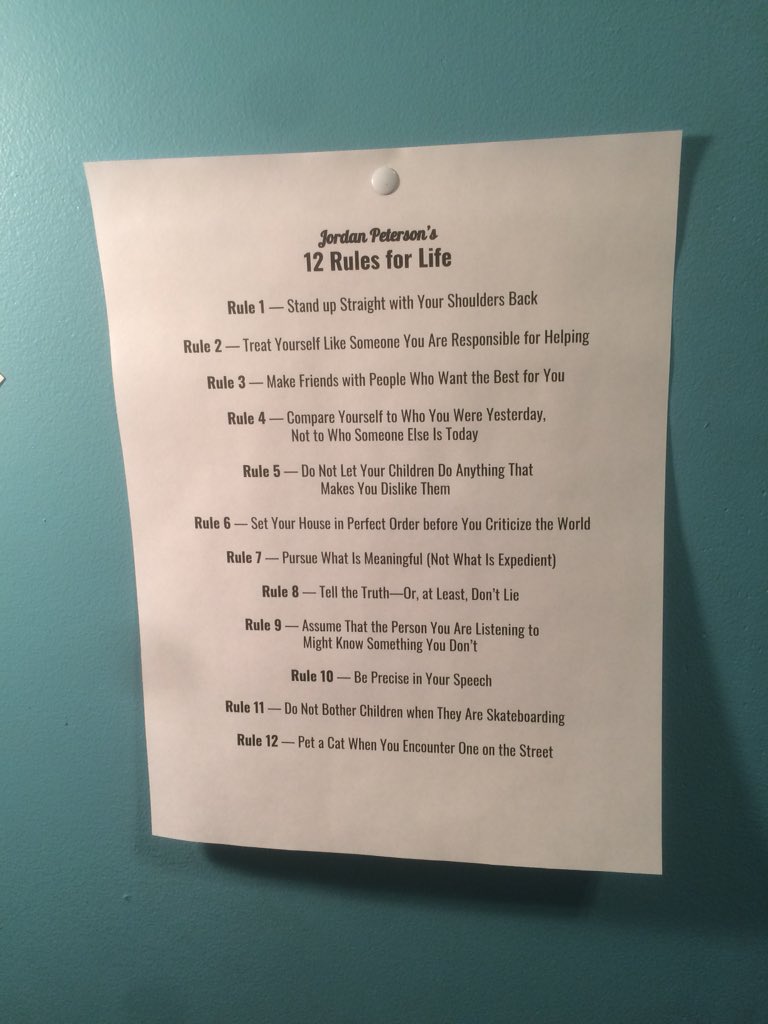 Jordan Peterson's
12 Rules for Life
Rule 1 — Stand up Straight with Your Shoulders Back
Rule 2 — Treat Yourself Like Someone You Are Responsible for Helping
Rule 3 — Make Friends with People Who Want the Best for You
Rule 4 — Compare Yourself to Who You Were Yesterday,
Not to Who Someone Else Is Today
Rule 5 — Do Not Let Your Children Do Anything That
Makes You Dislike Them
Rule 6 — Set Your House in Perfect Order before You Criticize the World
Rule 7 — Pursue What Is Meaningful (Not What Is Expedient)
Rule 8 — Tell the Truth—Or, at Least, Don't Lie
Rule 9 — Assume That the Person You Are Listening to
Might Know Something You Don't
Rule 10 — Be Precise in Your Speech
Rule 11 — Do Not Bother Children when They Are Skateboarding
Rule 12 — Pet a Cat When You Encounter One on the Street